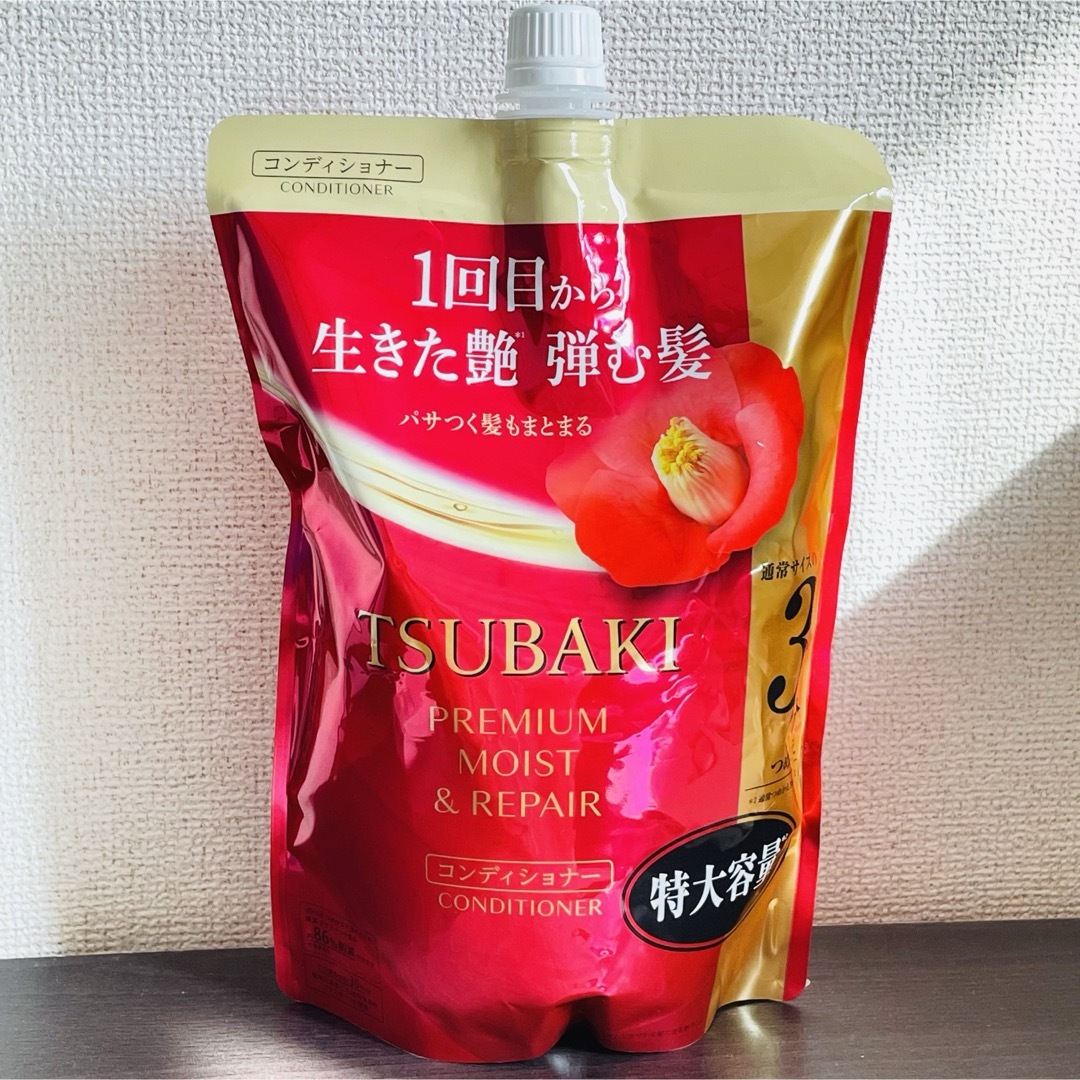 コンディショナー
CONDITIONER
1回目から
生きた艶※1 弾む髪
パサつく髪もまとまる
通常サイズの
3
TSUBAKI
PREMIUM
MOIST
& REPAIR
コンディショナー
CONDITIONER
特大容量